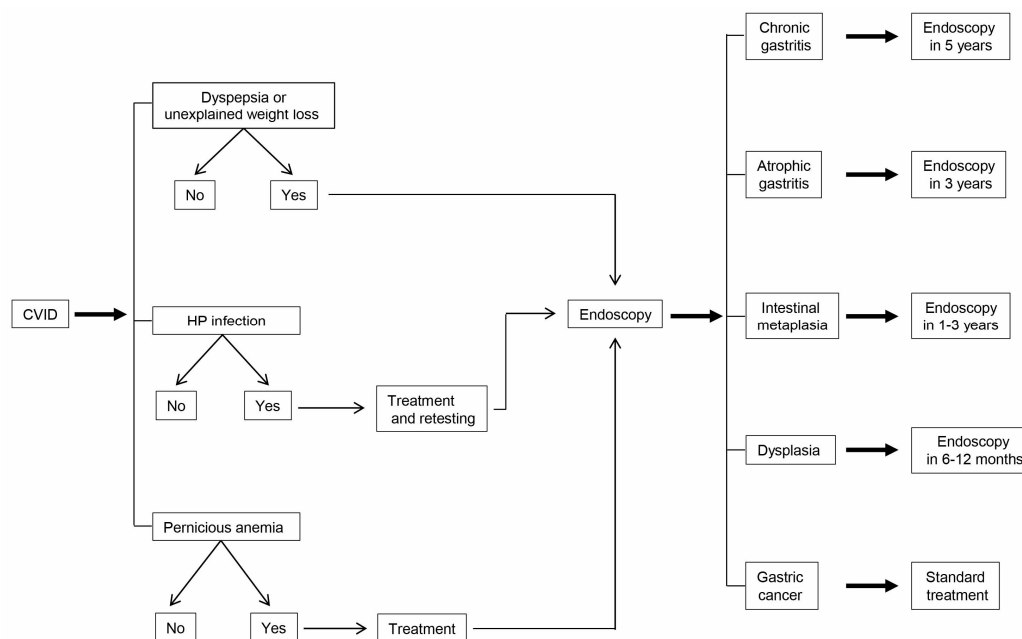 CVID
Dyspepsia or
unexplained weight loss
No
Yes
HP infection
No
Yes
Treatment
and retesting
Pernicious anemia
No
Yes
Treatment
Endoscopy
Chronic
gastritis
Endoscopy
in 5 years
Atrophic
gastritis
Endoscopy
in 3 years
Intestinal
metaplasia
Endoscopy
in 1-3 years
Dysplasia
Endoscopy
in 6-12 months
Gastric
cancer
Standard
treatment